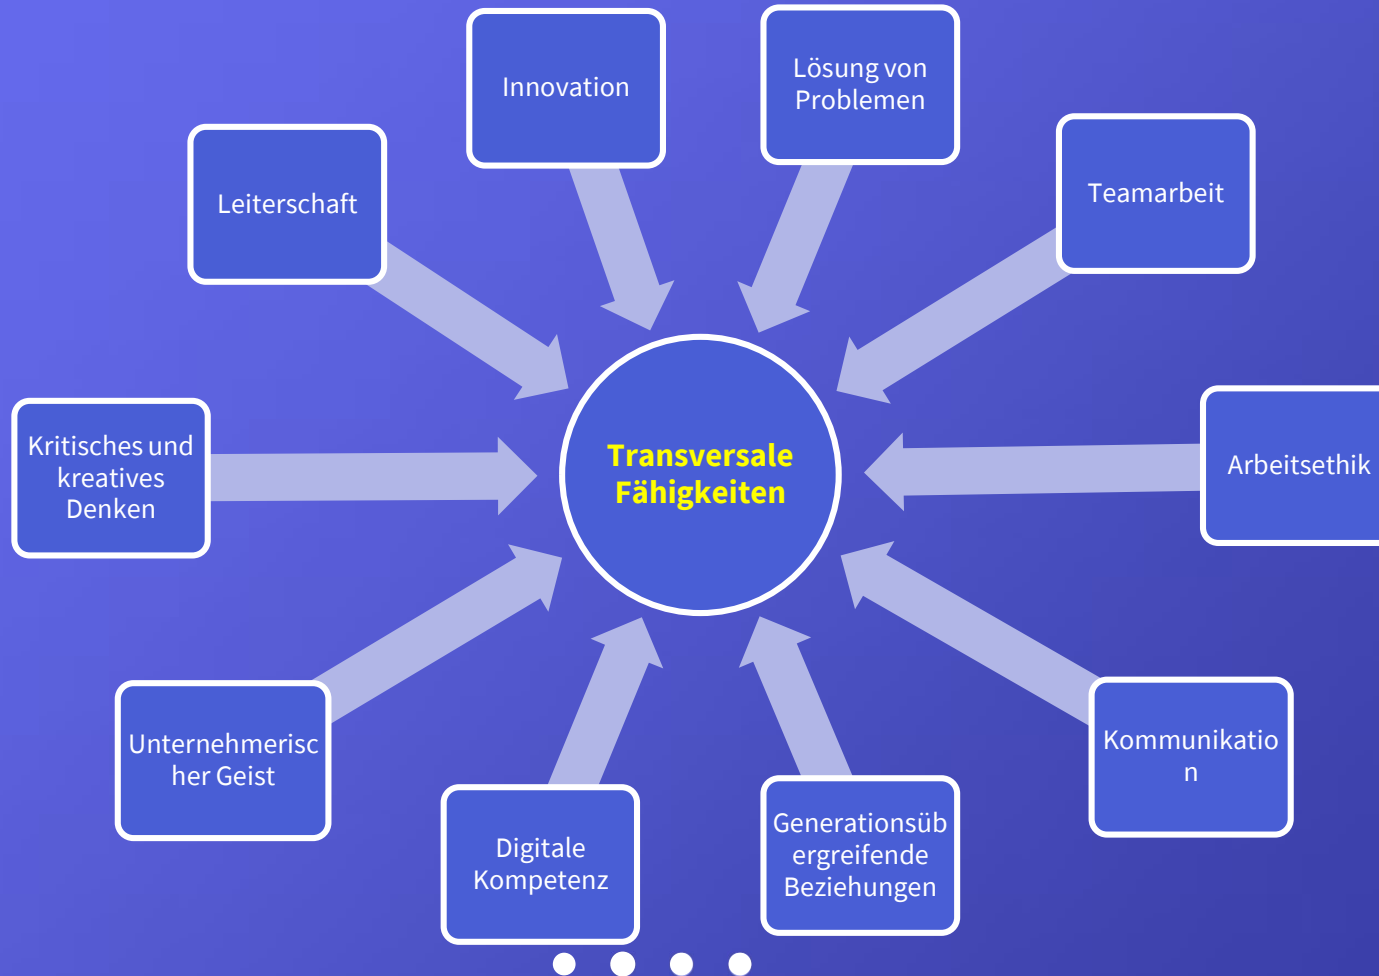 Innovation
Lösung von
Problemen
Teamarbeit
Leiterschaft
Kritisches und
kreatives
Denken
Transversale
Fähigkeiten
Arbeitsethik
Unternehmerisc
her Geist
Kommunikatio
n
Digitale
Kompetenz
Generationsüb
ergreifende
Beziehungen